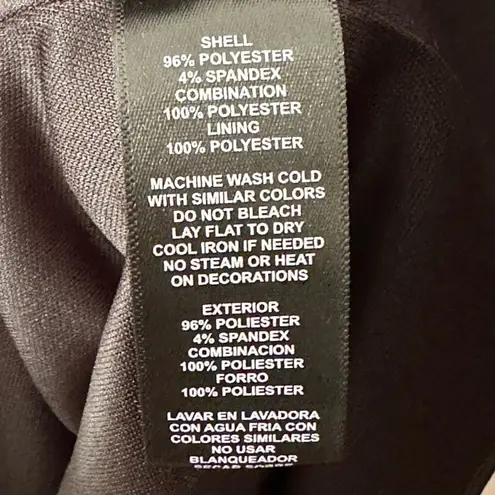 SHELL
96% POLYESTER
4% SPANDEX
COMBINATION
100% POLYESTER
LINING
100% POLYESTER
MACHINE WASH COLD
WITH SIMILAR COLORS
DO NOT BLEACH
LAY FLAT TO DRY
COOL IRON IF NEEDED
NO STEAM OR HEAT
ON DECORATIONS
EXTERIOR
96% POLIESTER
4% SPANDEX
COMBINACION
100% POLIESTER
FORRO
100% POLIESTER
LAVAR EN LAVADORA
CON AGUA FRIA CON
COLORES SIMILARES
NO USAR
BLANQUEADOR